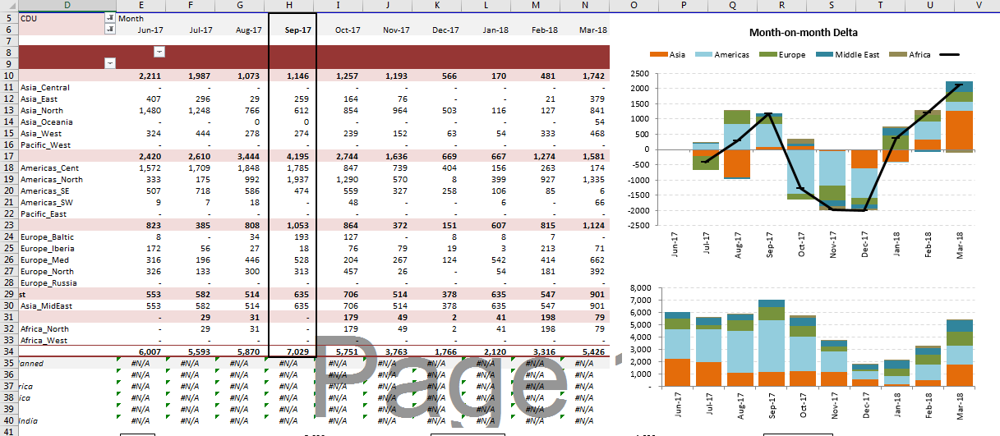 D E F G H I J K L M N O P Q R S T U V
5 CDU Month
6 Jun-17 Jul-17 Aug-17 Sep-17 Oct-17 Nov-17 Dec-17 Jan-18 Feb-18 Mar-18
7
8
9
10 2,211 1,987 1,073 1,146 1,257 1,193 566 170 481 1,742
11 Asia_Central - - - - - - - - - -
12 Asia_East 407 296 29 259 164 76 - - 21 379
13 Asia_North 1,480 1,248 766 612 854 964 503 116 127 841
14 Asia_Oceania - - 0 0 - - - - - 54
15 Asia_West 324 444 278 274 239 152 63 54 333 468
16 Pacific_West - - - - - - - - - -
17 2,420 2,610 3,444 4,195 2,744 1,636 669 667 1,274 1,581
18 Americas_Cent 1,572 1,709 1,848 1,785 847 739 404 156 263 174
19 Americas_North 333 175 992 1,937 1,290 570 8 399 927 1,335
20 Americas_SE 507 718 586 474 559 327 258 106 85 6
21 Americas_SW 9 7 18 - 48 - - 6 - 66
22 Pacific_East - - - - - - - - - -
23 823 385 808 1,053 864 372 151 607 815 1,124
24 Europe_Baltic 8 - 34 193 127 - 8 8 7 -
25 Europe_Iberia 172 56 27 18 76 79 19 3 213 71
26 Europe_Med 316 196 446 528 204 267 124 542 414 662
27 Europe_North 326 133 300 313 457 26 - 54 181 392
28 Europe_Russia - - - - - - - - - -
29 st 553 582 514 635 706 514 378 635 547 901
30 Asia_MidEast 553 582 514 635 706 514 378 635 547 901
31 - 29 31 - 179 49 2 41 198 79
32 Africa_North - 29 31 - 179 49 2 41 198 79
33 Africa_West - - - - - - - - - -
34 6,007 5,593 5,870 7,029 5,751 3,763 1,766 2,120 3,316 5,426
35 anned #N/A #N/A #N/A #N/A #N/A #N/A #N/A #N/A #N/A #N/A
36 #N/A #N/A #N/A #N/A #N/A #N/A #N/A #N/A #N/A #N/A
37 rica #N/A #N/A #N/A #N/A #N/A #N/A #N/A #N/A #N/A #N/A
38 ica #N/A #N/A #N/A #N/A #N/A #N/A #N/A #N/A #N/A #N/A
39 #N/A #N/A #N/A #N/A #N/A #N/A #N/A #N/A #N/A #N/A
40 India #N/A #N/A #N/A #N/A #N/A #N/A #N/A #N/A #N/A #N/A
41
Page
Month-on-month Delta
Asia Americas Europe Middle East Africa
2500
2000
1500
1000
500
0
-500
-1000
-1500
-2000
-2500
Jun-17 Jul-17 Aug-17 Sep-17 Oct-17 Nov-17 Dec-17 Jan-18 Feb-18 Mar-18
8,000
7,000
6,000
5,000
4,000
3,000
2,000
1,000
-
Jun-17 Jul-17 Aug-17 Sep-17 Oct-17 Nov-17 Dec-17 Jan-18 Feb-18 Mar-18